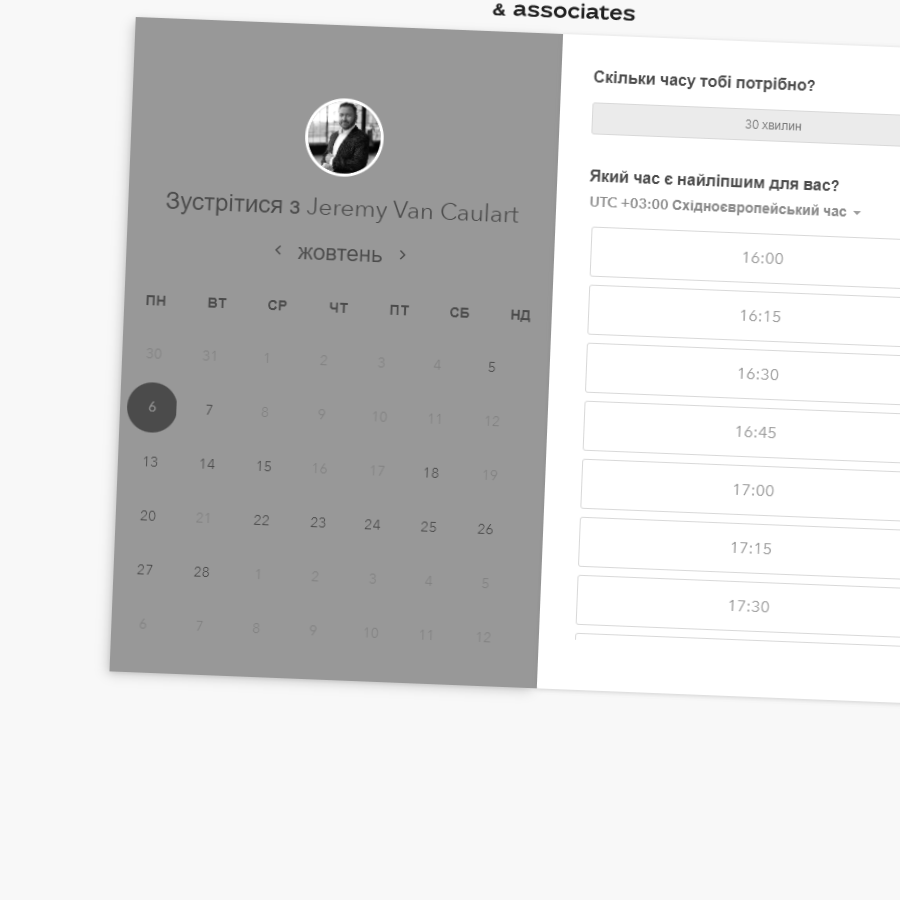 & associates
Зустрітися з Jeremy Van Caulart
жовтень
ПН ВТ СР ЧТ ПТ СБ НД
30 31 1 2 3 4 5
6 7 8 9 10 11 12
13 14 15 16 17 18 19
20 21 22 23 24 25 26
27 28 1 2 3 4 5
6 7 8 9 10 11 12
Скільки часу тобі потрібно?
30 хвилин
Який час є найліпшим для вас?
UTC +03:00 Східноєвропейський час
16:00
16:15
16:30
16:45
17:00
17:15
17:30